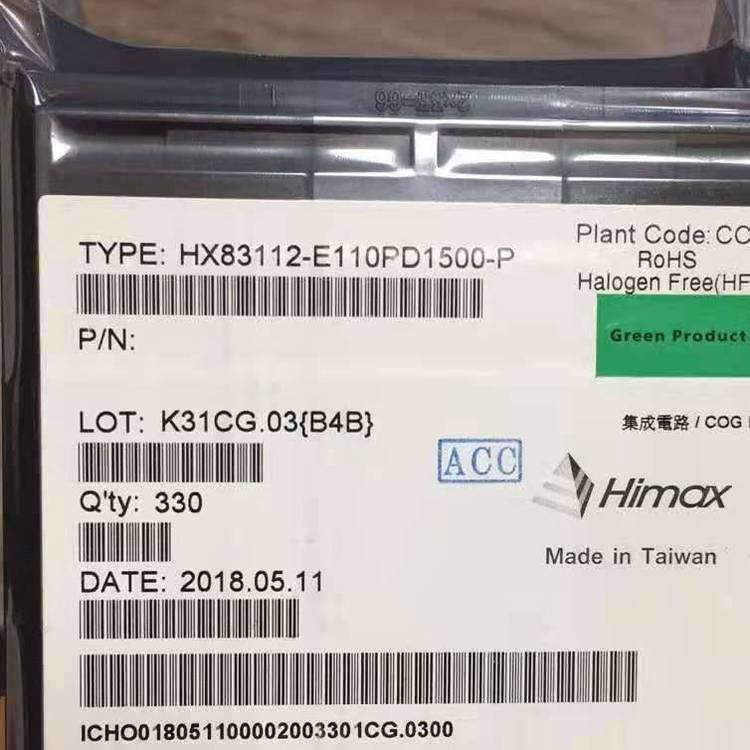 TYPE: HX83112-E110PD1500-P
Plant Code: CC
RoHS
Halogen Free(HF
Green Product
P/N:
LOT: K31CG.03{B4B}
集成電路 / COG
ACC
Himax
Q'ty: 330
Made in Taiwan
DATE: 2018.05.11
ICHO018051100002003301CG.0300